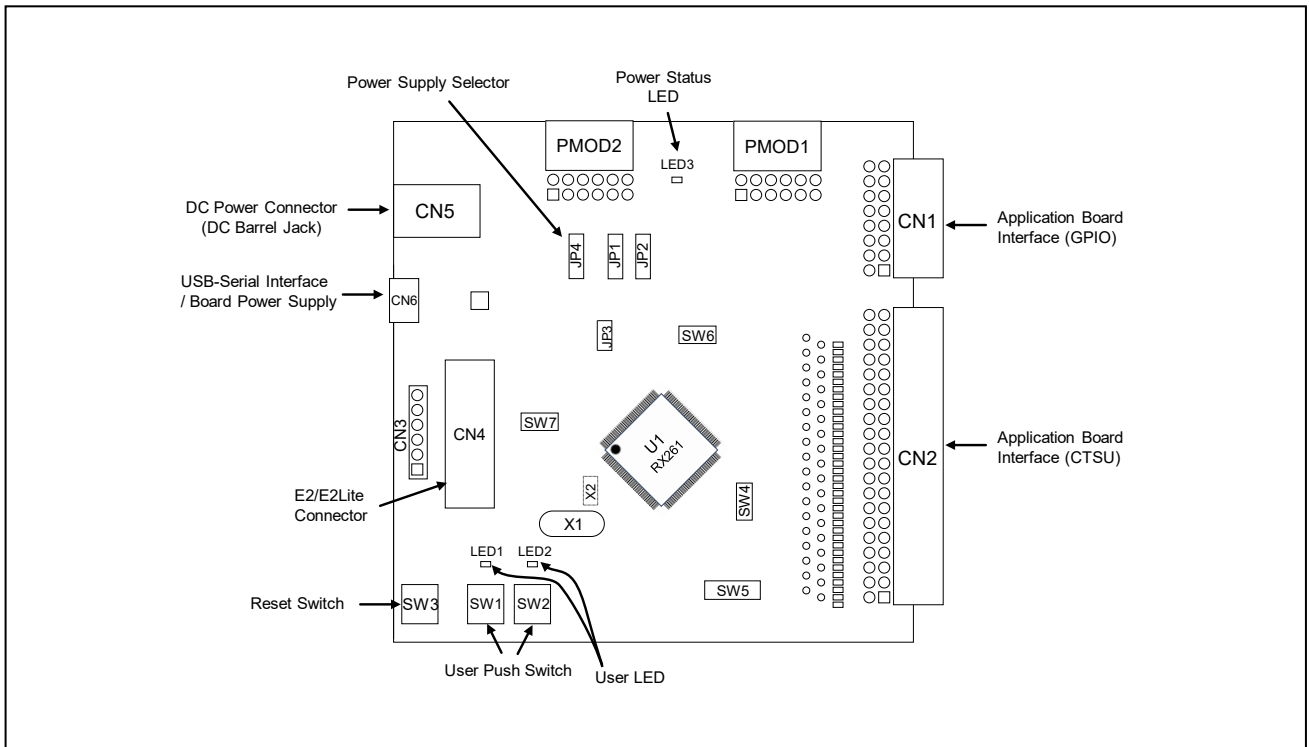 Power Supply Selector
Power Status
LED
PMOD2
LED3
PMOD1
DC Power Connector
(DC Barrel Jack)
CN5
CN1
Application Board
Interface (GPIO)
JP4
JP1
JP2
USB-Serial Interface
/ Board Power Supply
CN6
JP3
SW6
CN3
CN4
SW7
U1
RX261
CN2
Application Board
Interface (CTSU)
E2/E2Lite
Connector
X2
SW4
X1
LED1
LED2
Reset Switch
SW3
SW1
SW2
SW5
User Push Switch
User LED